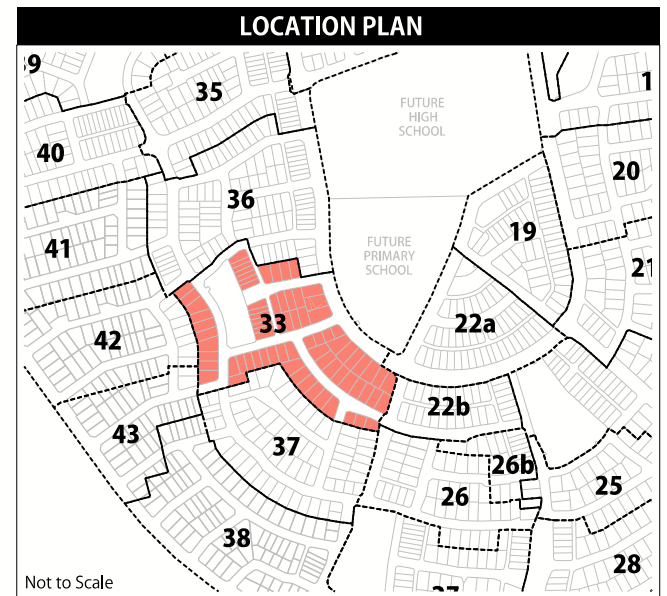 LOCATION PLAN
35
FUTURE
HIGH
SCHOOL
40
20
36
19
41
FUTURE
PRIMARY
SCHOOL
21
33
22a
42
22b
43
37
26b
26
25
38
28
Not to Scale